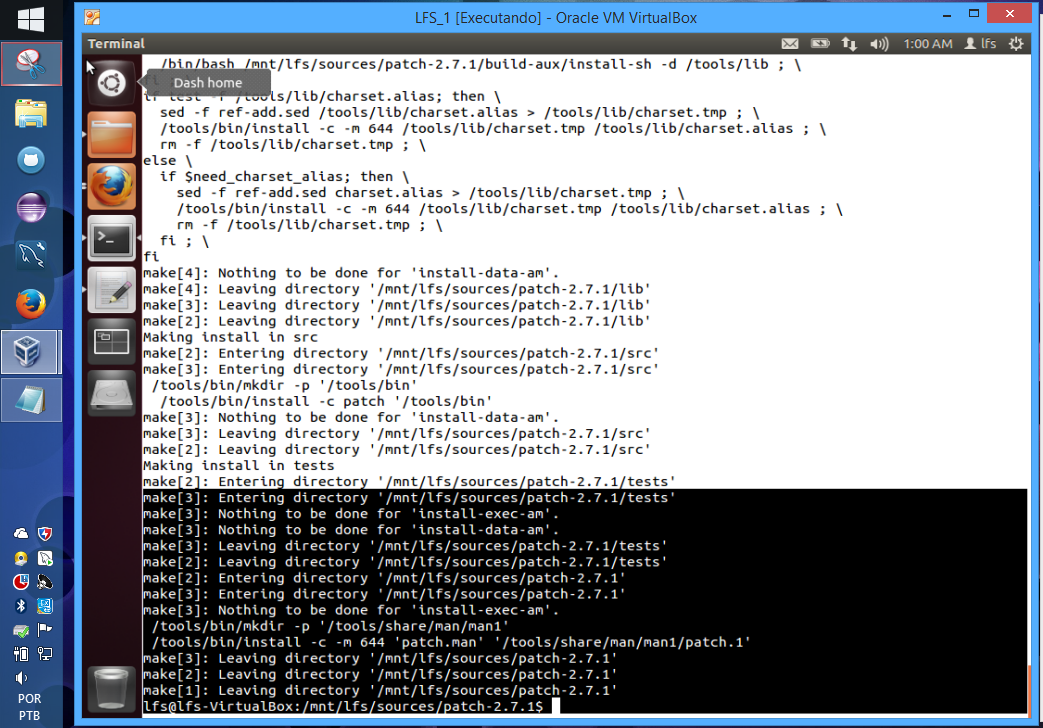 LFS_1 [Executando] - Oracle VM VirtualBox
Terminal
1:00 AM lfs
/bin/bash /mnt/lfs/sources/patch-2.7.1/build-aux/install-sh -d /tools/lib ; \
fi ; \
Dash home
if test -f /tools/lib/charset.alias; then \
sed -f ref-add.sed /tools/lib/charset.alias > /tools/lib/charset.tmp ; \
/tools/bin/install -c -m 644 /tools/lib/charset.tmp /tools/lib/charset.alias ; \
rm -f /tools/lib/charset.tmp ; \
else \
if $need_charset_alias; then \
sed -f ref-add.sed charset.alias > /tools/lib/charset.tmp ; \
/tools/bin/install -c -m 644 /tools/lib/charset.tmp /tools/lib/charset.alias ; \
rm -f /tools/lib/charset.tmp ; \
fi ; \
fi
make[4]: Nothing to be done for 'install-data-am'.
make[4]: Leaving directory '/mnt/lfs/sources/patch-2.7.1/lib'
make[3]: Leaving directory '/mnt/lfs/sources/patch-2.7.1/lib'
make[2]: Leaving directory '/mnt/lfs/sources/patch-2.7.1/lib'
Making install in src
make[2]: Entering directory '/mnt/lfs/sources/patch-2.7.1/src'
make[3]: Entering directory '/mnt/lfs/sources/patch-2.7.1/src'
/tools/bin/mkdir -p '/tools/bin'
/tools/bin/install -c patch '/tools/bin'
make[3]: Nothing to be done for 'install-data-am'.
make[3]: Leaving directory '/mnt/lfs/sources/patch-2.7.1/src'
make[2]: Leaving directory '/mnt/lfs/sources/patch-2.7.1/src'
Making install in tests
make[2]: Entering directory '/mnt/lfs/sources/patch-2.7.1/tests'
make[3]: Entering directory '/mnt/lfs/sources/patch-2.7.1/tests'
make[3]: Nothing to be done for 'install-exec-am'.
make[3]: Nothing to be done for 'install-data-am'.
make[3]: Leaving directory '/mnt/lfs/sources/patch-2.7.1/tests'
make[2]: Leaving directory '/mnt/lfs/sources/patch-2.7.1/tests'
make[2]: Entering directory '/mnt/lfs/sources/patch-2.7.1'
make[3]: Entering directory '/mnt/lfs/sources/patch-2.7.1'
make[3]: Nothing to be done for 'install-exec-am'.
/tools/bin/mkdir -p '/tools/share/man/man1'
/tools/bin/install -c -m 644 'patch.man' '/tools/share/man/man1/patch.1'
make[3]: Leaving directory '/mnt/lfs/sources/patch-2.7.1'
make[2]: Leaving directory '/mnt/lfs/sources/patch-2.7.1'
make[1]: Leaving directory '/mnt/lfs/sources/patch-2.7.1'
lfs@lfs-VirtualBox:/mnt/lfs/sources/patch-2.7.1$
POR
PTB